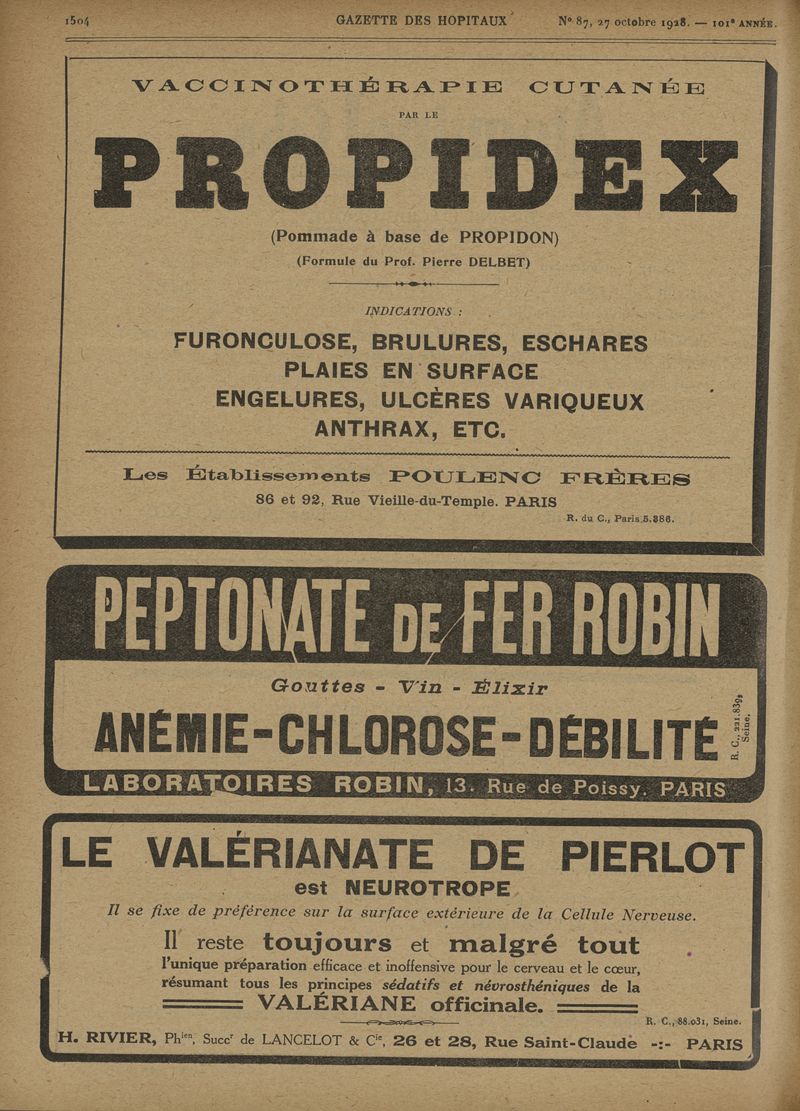 1504 GAZETTE DES HOPITAUX N° 87, 27 octobre 1928. — 101e ANNÉE.
VACCINOTHÉRAPIE CUTANÉE
PAR LE
PROPIDEX
(Pommade à base de PROPIDON)
(Formule du Prof. Pierre DELBET)
INDICATIONS :
FURONCULOSE, BRULURES, ESCHARES
PLAIES EN SURFACE
ENGELURES, ULCÈRES VARIQUEUX
ANTHRAX, ETC.
Les Établissements POULENC FRÈRES
86 et 92, Rue Vieille-du-Temple. PARIS
R. du C., Paris 5.386.
PEPTONATE DE FER ROBIN
Gouttes - Vin - Élixir
ANÉMIE-CHLOROSE-DÉBILITÉ
R. C., 221.839,
Seine.
LABORATOIRES ROBIN, 13. Rue de Poissy. PARIS
LE VALÉRIANATE DE PIERLOT
est NEUROTROPE
Il se fixe de préférence sur la surface extérieure de la Cellule Nerveuse.
Il reste toujours et malgré tout
l'unique préparation efficace et inoffensive pour le cerveau et le cœur,
résumant tous les principes sédatifs et névrosthéniques de la
VALÉRIANE officinale.
R. C., 88.031, Seine.
H. RIVIER, Phien, Succr de LANCELOT & Cie, 26 et 28, Rue Saint-Claude -:- PARIS